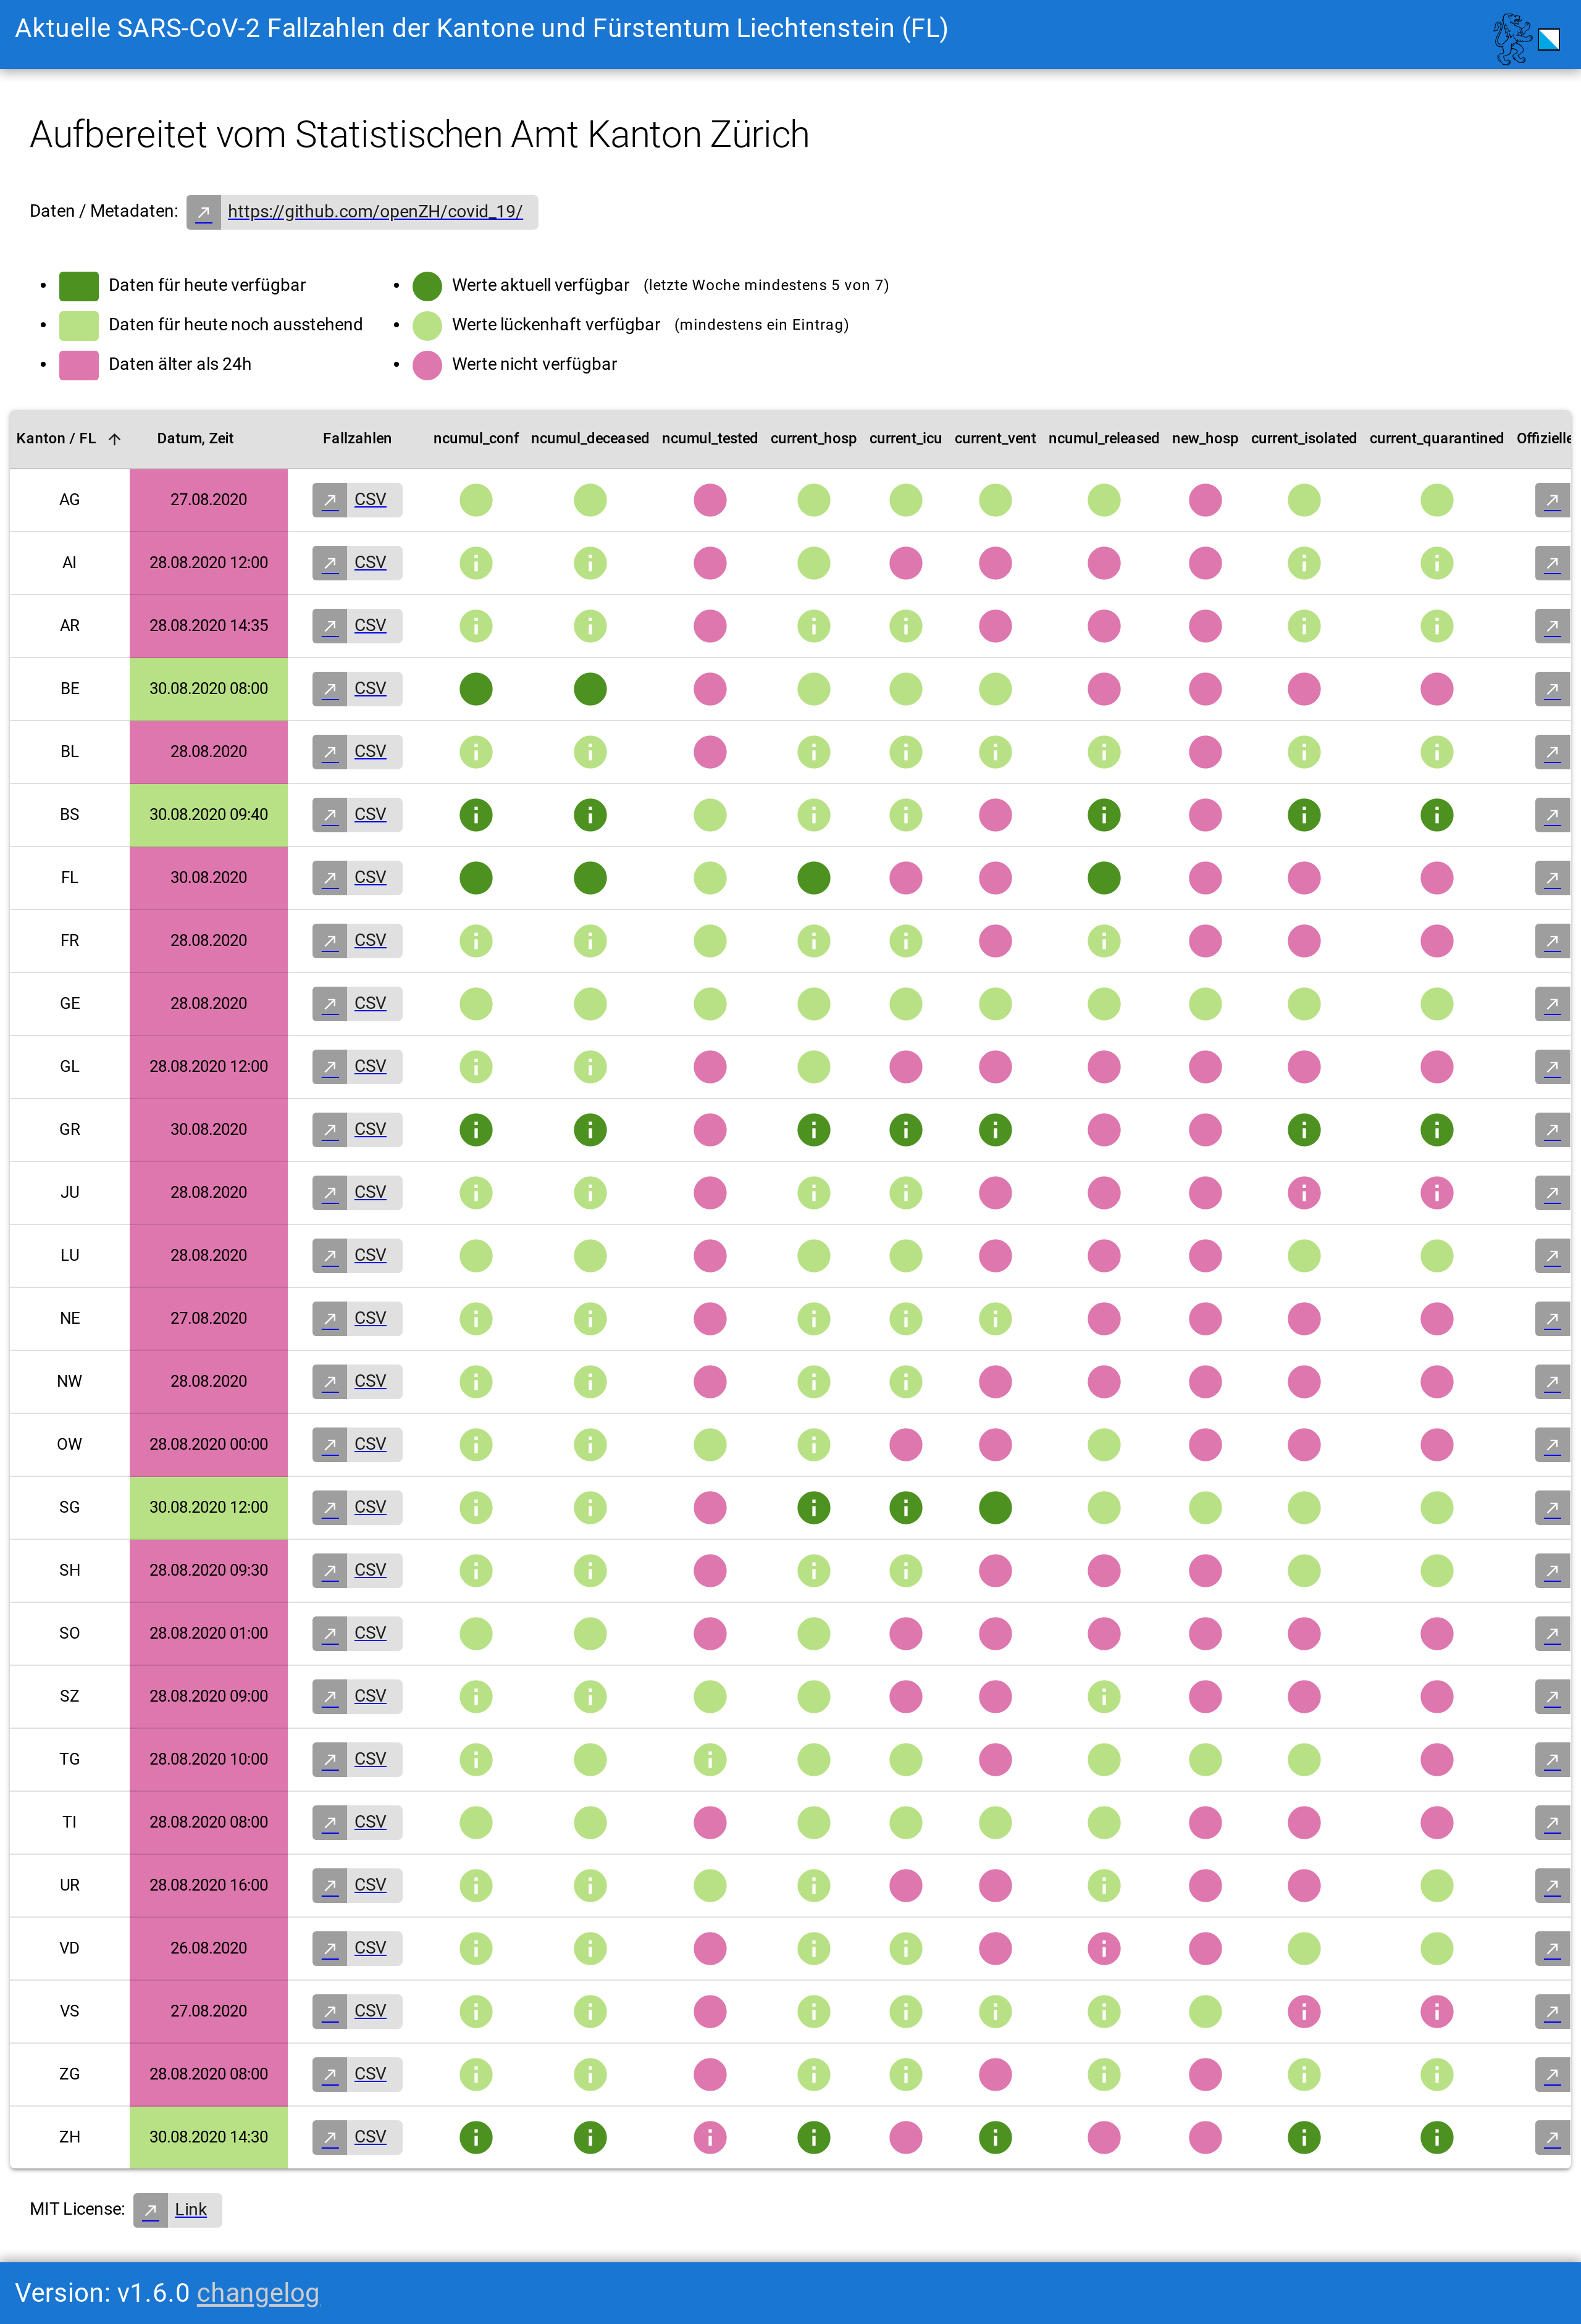 Aktuelle SARS-CoV-2 Fallzahlen der Kantone und Fürstentum Liechtenstein (FL)
Aufbereitet vom Statistischen Amt Kanton Zürich
Daten / Metadaten: https://github.com/openZH/covid_19/
Daten für heute verfügbar
Daten für heute noch ausstehend
Daten älter als 24h
Werte aktuell verfügbar (letzte Woche mindestens 5 von 7)
Werte lückenhaft verfügbar (mindestens ein Eintrag)
Werte nicht verfügbar
Kanton / FL Datum, Zeit Fallzahlen ncumul_conf ncumul_deceased ncumul_tested current_hosp current_icu current_vent ncumul_released new_hosp current_isolated current_quarantined Offizielle
AG 27.08.2020 CSV
AI 28.08.2020 12:00 CSV
AR 28.08.2020 14:35 CSV
BE 30.08.2020 08:00 CSV
BL 28.08.2020 CSV
BS 30.08.2020 09:40 CSV
FL 30.08.2020 CSV
FR 28.08.2020 CSV
GE 28.08.2020 CSV
GL 28.08.2020 12:00 CSV
GR 30.08.2020 CSV
JU 28.08.2020 CSV
LU 28.08.2020 CSV
NE 27.08.2020 CSV
NW 28.08.2020 CSV
OW 28.08.2020 00:00 CSV
SG 30.08.2020 12:00 CSV
SH 28.08.2020 09:30 CSV
SO 28.08.2020 01:00 CSV
SZ 28.08.2020 09:00 CSV
TG 28.08.2020 10:00 CSV
TI 28.08.2020 08:00 CSV
UR 28.08.2020 16:00 CSV
VD 26.08.2020 CSV
VS 27.08.2020 CSV
ZG 28.08.2020 08:00 CSV
ZH 30.08.2020 14:30 CSV
MIT License: Link
Version: v1.6.0 changelog